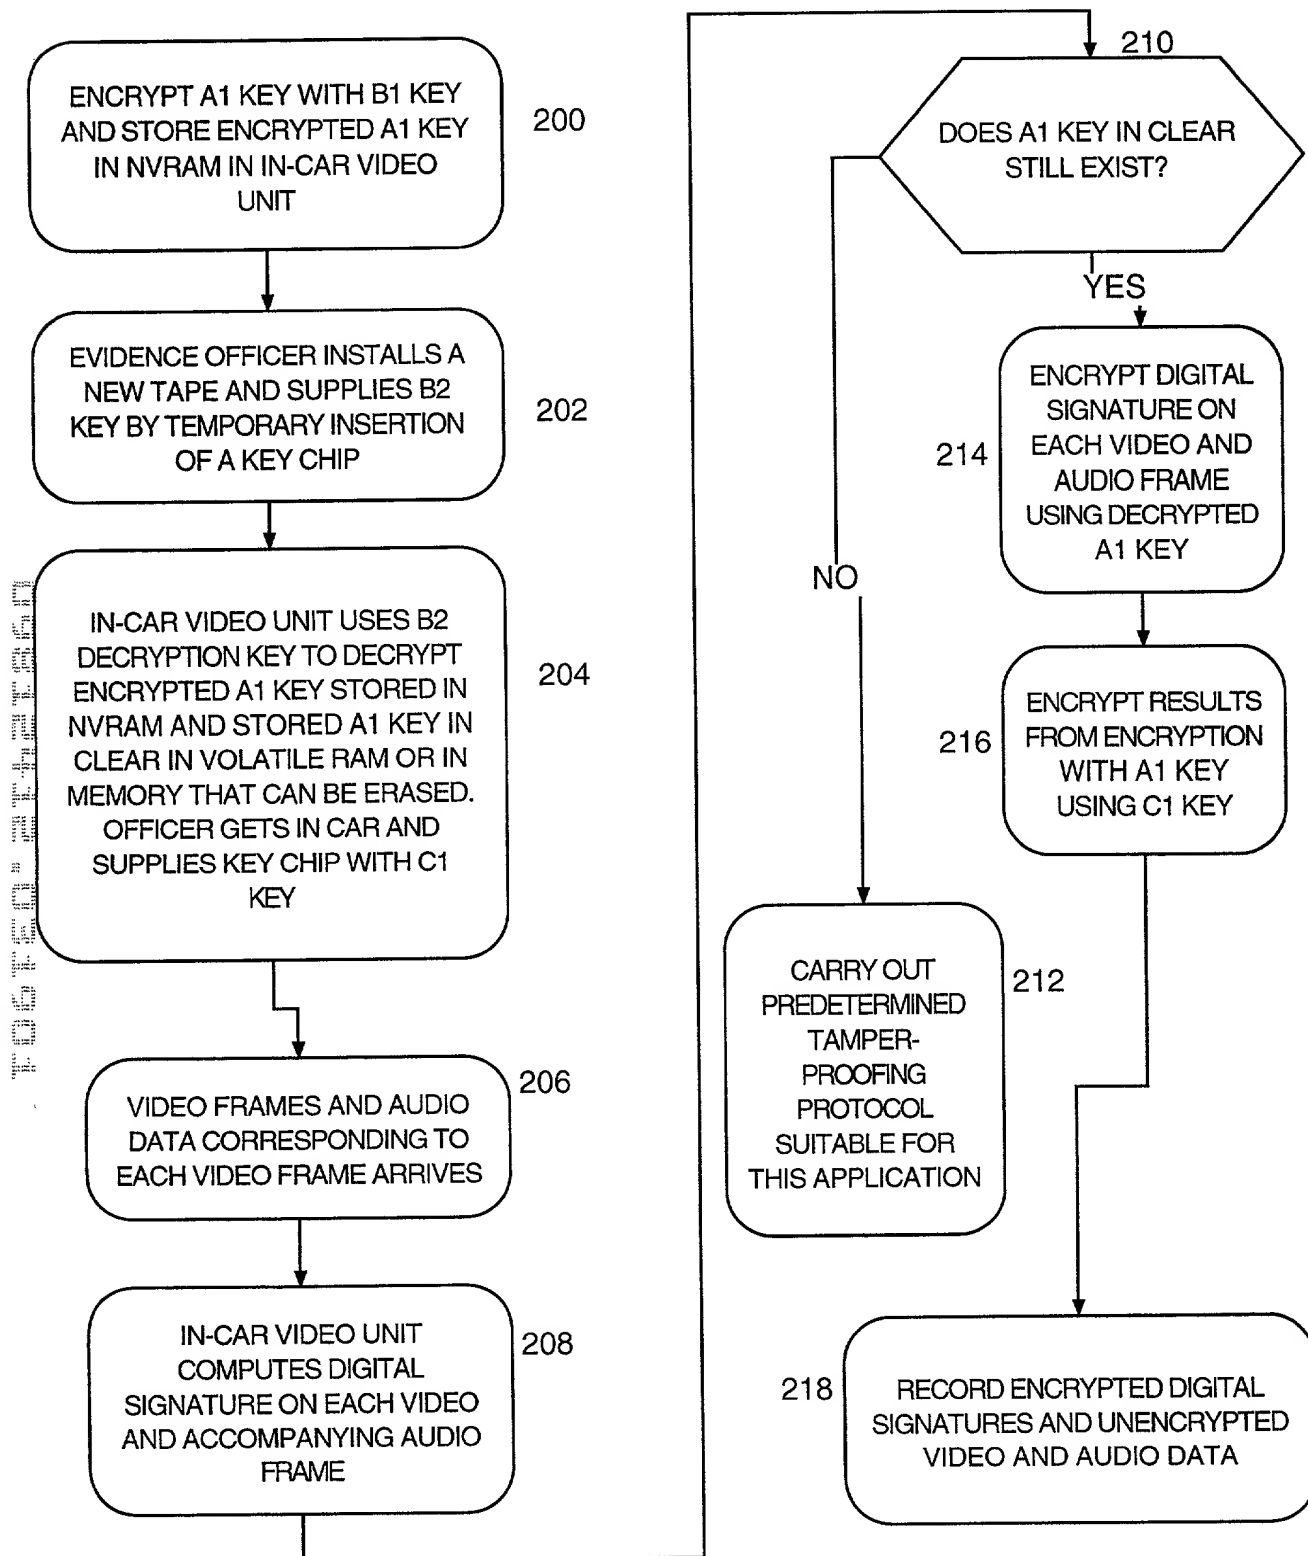 ENCRYPT A1 KEY WITH B1 KEY
AND STORE ENCRYPTED A1 KEY
IN NVRAM IN IN-CAR VIDEO
UNIT
200
EVIDENCE OFFICER INSTALLS A
NEW TAPE AND SUPPLIES B2
KEY BY TEMPORARY INSERTION
OF A KEY CHIP
202
IN-CAR VIDEO UNIT USES B2
DECRYPTION KEY TO DECRYPT
ENCRYPTED A1 KEY STORED IN
NVRAM AND STORED A1 KEY IN
CLEAR IN VOLATILE RAM OR IN
MEMORY THAT CAN BE ERASED.
OFFICER GETS IN CAR AND
SUPPLIES KEY CHIP WITH C1
KEY
204
VIDEO FRAMES AND AUDIO
DATA CORRESPONDING TO
EACH VIDEO FRAME ARRIVES
206
IN-CAR VIDEO UNIT
COMPUTES DIGITAL
SIGNATURE ON EACH VIDEO
AND ACCOMPANYING AUDIO
FRAME
208
210
DOES A1 KEY IN CLEAR
STILL EXIST?
YES
NO
ENCRYPT DIGITAL
SIGNATURE ON
EACH VIDEO AND
AUDIO FRAME
USING DECRYPTED
A1 KEY
214
ENCRYPT RESULTS
FROM ENCRYPTION
WITH A1 KEY
USING C1 KEY
216
CARRY OUT
PREDETERMINED
TAMPER-
PROOFING
PROTOCOL
SUITABLE FOR
THIS APPLICATION
212
RECORD ENCRYPTED DIGITAL
SIGNATURES AND UNENCRYPTED
VIDEO AND AUDIO DATA
218